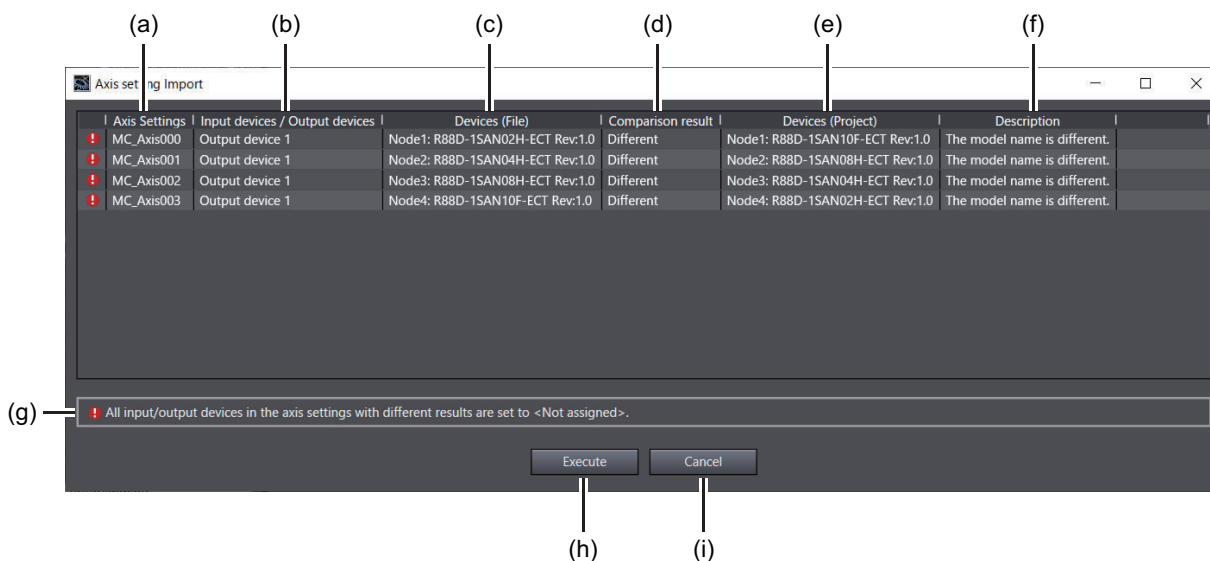 (a) (b) (c) (d) (e) (f)
Axis setting Import
Axis Settings Input devices / Output devices Devices (File) Comparison result Devices (Project) Description
MC_Axis000 Output device 1 Node1: R88D-1SAN02H-ECT Rev:1.0 Different Node1: R88D-1SAN10F-ECT Rev:1.0 The model name is different.
MC_Axis001 Output device 1 Node2: R88D-1SAN04H-ECT Rev:1.0 Different Node2: R88D-1SAN08H-ECT Rev:1.0 The model name is different.
MC_Axis002 Output device 1 Node3: R88D-1SAN08H-ECT Rev:1.0 Different Node3: R88D-1SAN04H-ECT Rev:1.0 The model name is different.
MC_Axis003 Output device 1 Node4: R88D-1SAN10F-ECT Rev:1.0 Different Node4: R88D-1SAN02H-ECT Rev:1.0 The model name is different.
(g) All input/output devices in the axis settings with different results are set to <Not assigned>.
Execute Cancel
(h) (i)